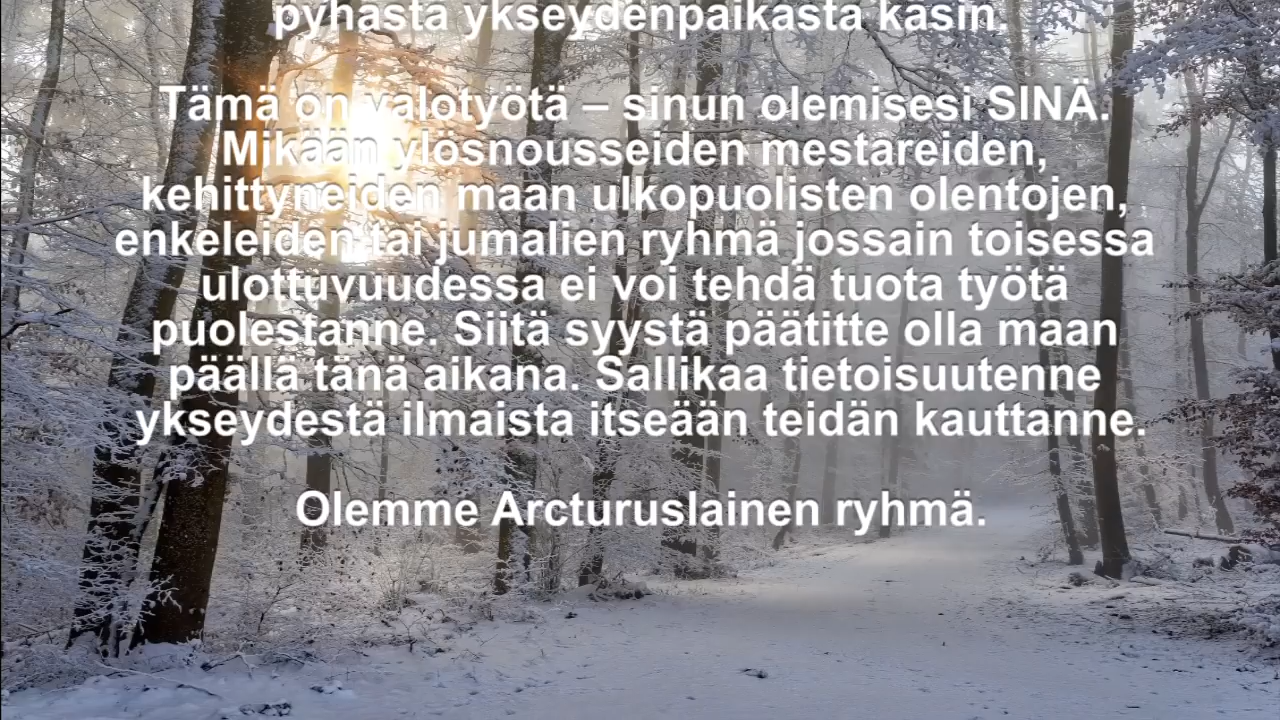 pyhästä ykseydenpaikasta käsin.
Tämä on valotyötä – sinun olemisesi SINÄ.
Mikään ylösnousseiden mestareiden,
kehittyneiden maan ulkopuolisten olentojen,
enkeleiden tai jumalien ryhmä jossain toisessa
ulottuvuudessa ei voi tehdä tuota työtä
puolestanne. Siitä syystä päätitte olla maan
päällä tänä aikana. Sallikaa tietoisuutenne
ykseydestä ilmaista itseään teidän kauttanne.
Olemme Arcturuslainen ryhmä.